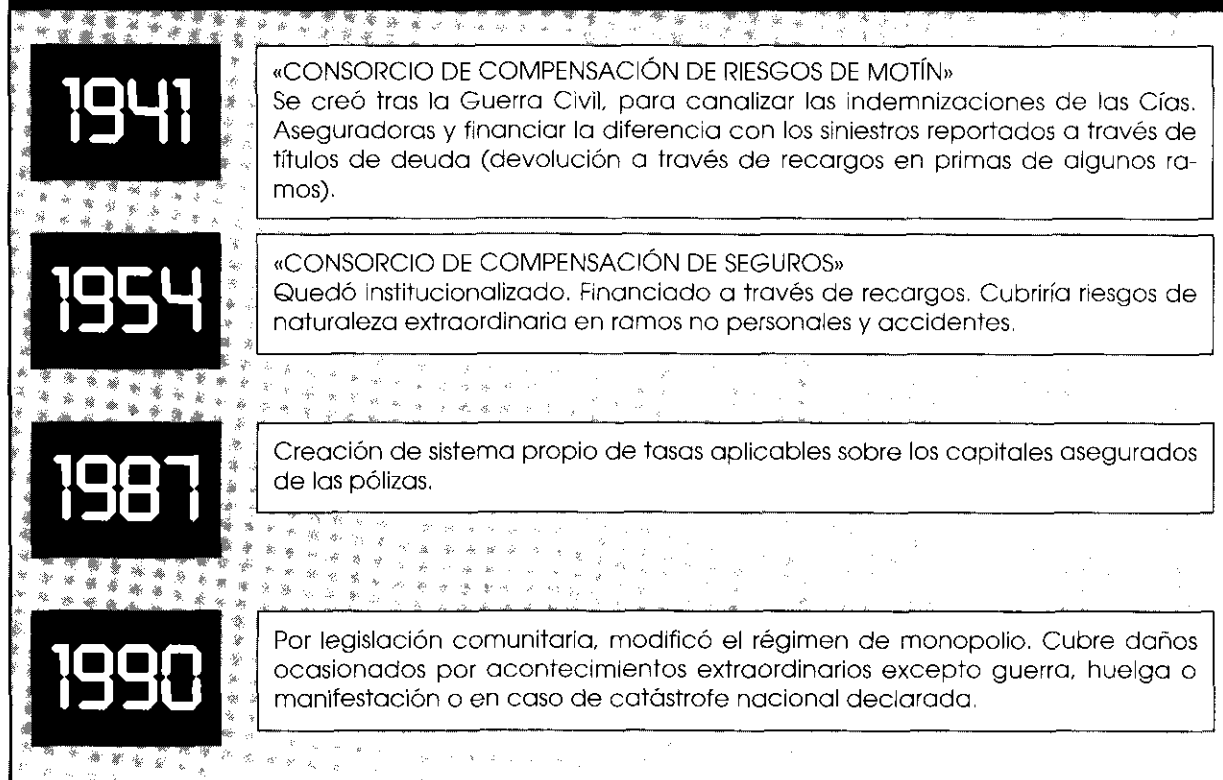 1941
«CONSORCIO DE COMPENSACIÓN DE RIESGOS DE MOTÍN»
Se creó tras la Guerra Civil, para canalizar las indemnizaciones de las Cías.
Aseguradoras y financiar la diferencia con los siniestros reportados a través de
títulos de deuda (devolución a través de recargos en primas de algunos ra-
mos).
1954
«CONSORCIO DE COMPENSACIÓN DE SEGUROS»
Quedó institucionalizado. Financiado a través de recargos. Cubriría riesgos de
naturaleza extraordinaria en ramos no personales y accidentes.
1987
Creación de sistema propio de tasas aplicables sobre los capitales asegurados
de las pólizas.
1990
Por legislación comunitaria, modificó el régimen de monopolio. Cubre daños
ocasionados por acontecimientos extraordinarios excepto guerra, huelga o
manifestación o en caso de catástrofe nacional declarada.